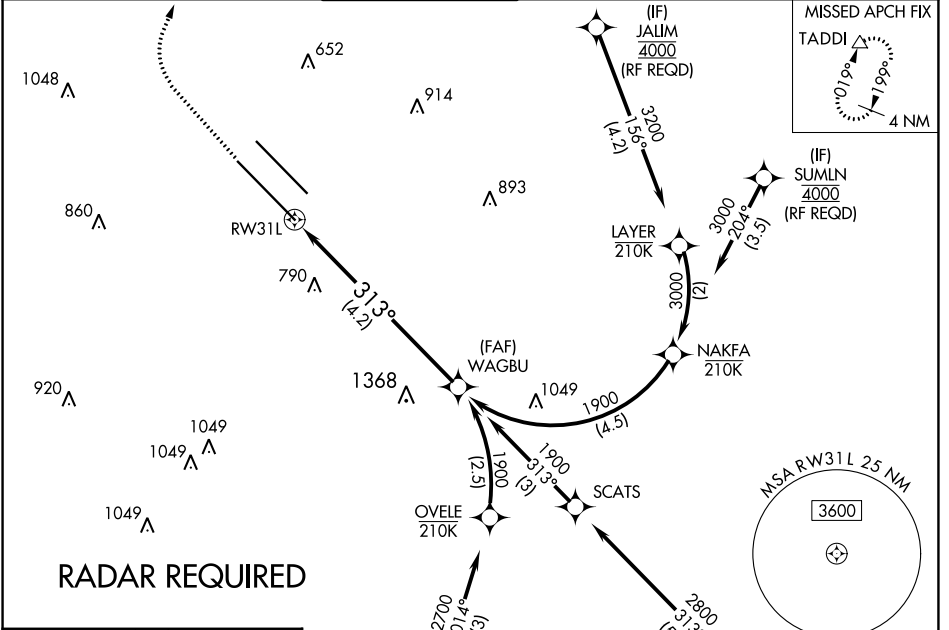 (IF)
JALIM
4000
(RF REQD)
MISSED APCH FIX
TADDI
019°
199°
4 NM
652
1048
914
3200
156°
(4.2)
(IF)
SUMLN
4000
(RF REQD)
893
3000
204°
(3.5)
860
RW31L
LAYER
210K
790
3000
(2)
313°
(4.2)
(FAF)
WAGBU
NAKFA
210K
920
1368
1049
1900
(4.5)
1049
1049
1900
(2.5)
1900
313°
(3)
SCATS
MSA RW31L 25 NM
3600
OVELE
210K
1049
RADAR REQUIRED
2700
014°
2800